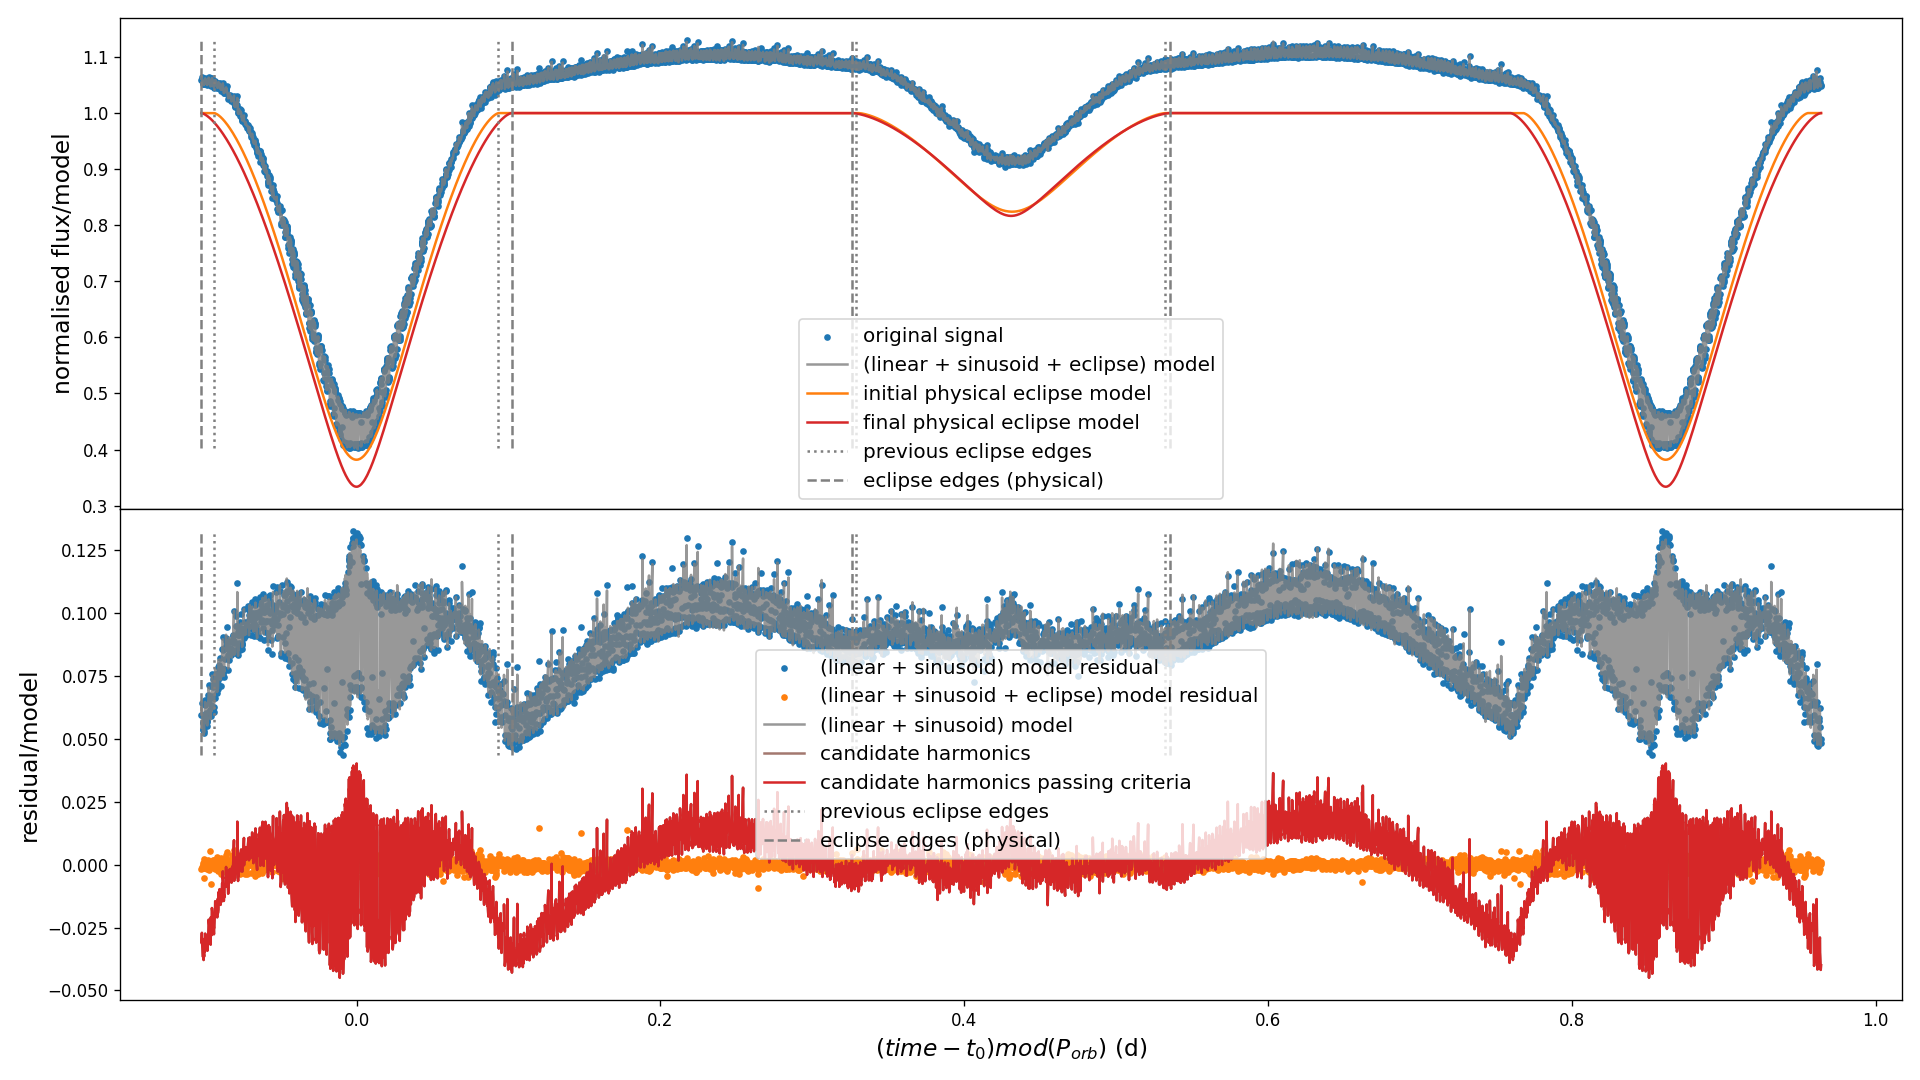 normalised flux/model
1.1
1.0
0.9
0.8
0.7
0.6
0.5
0.4
0.3
original signal
(linear + sinusoid + eclipse) model
initial physical eclipse model
final physical eclipse model
previous eclipse edges
eclipse edges (physical)
residual/model
0.125
0.100
0.075
0.050
0.025
0.000
−0.025
−0.050
(linear + sinusoid) model residual
(linear + sinusoid + eclipse) model residual
(linear + sinusoid) model
candidate harmonics
candidate harmonics passing criteria
previous eclipse edges
eclipse edges (physical)
0.0 0.2 0.4 0.6 0.8 1.0
(time − t₀)mod(P_orb) (d)